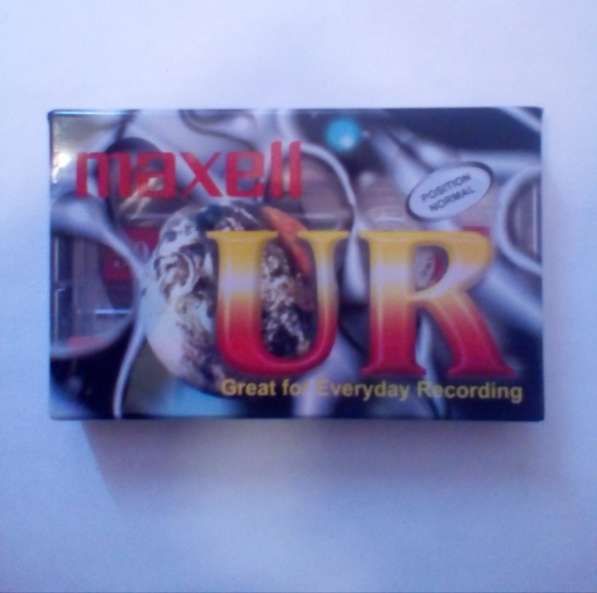 maxell
POSITION
NORMAL
UR
Great for Everyday Recording